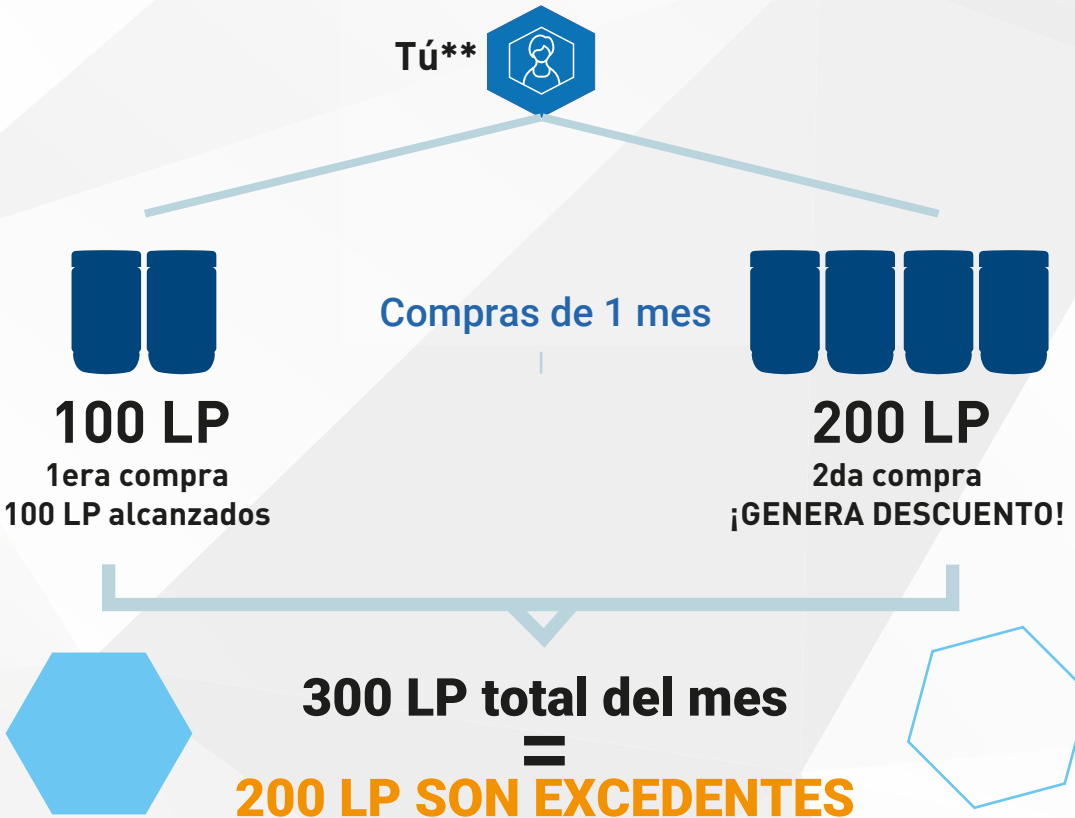 Tú**
Compras de 1 mes
100 LP
1era compra
100 LP alcanzados
200 LP
2da compra
¡GENERA DESCUENTO!
300 LP total del mes
=
200 LP SON EXCEDENTES